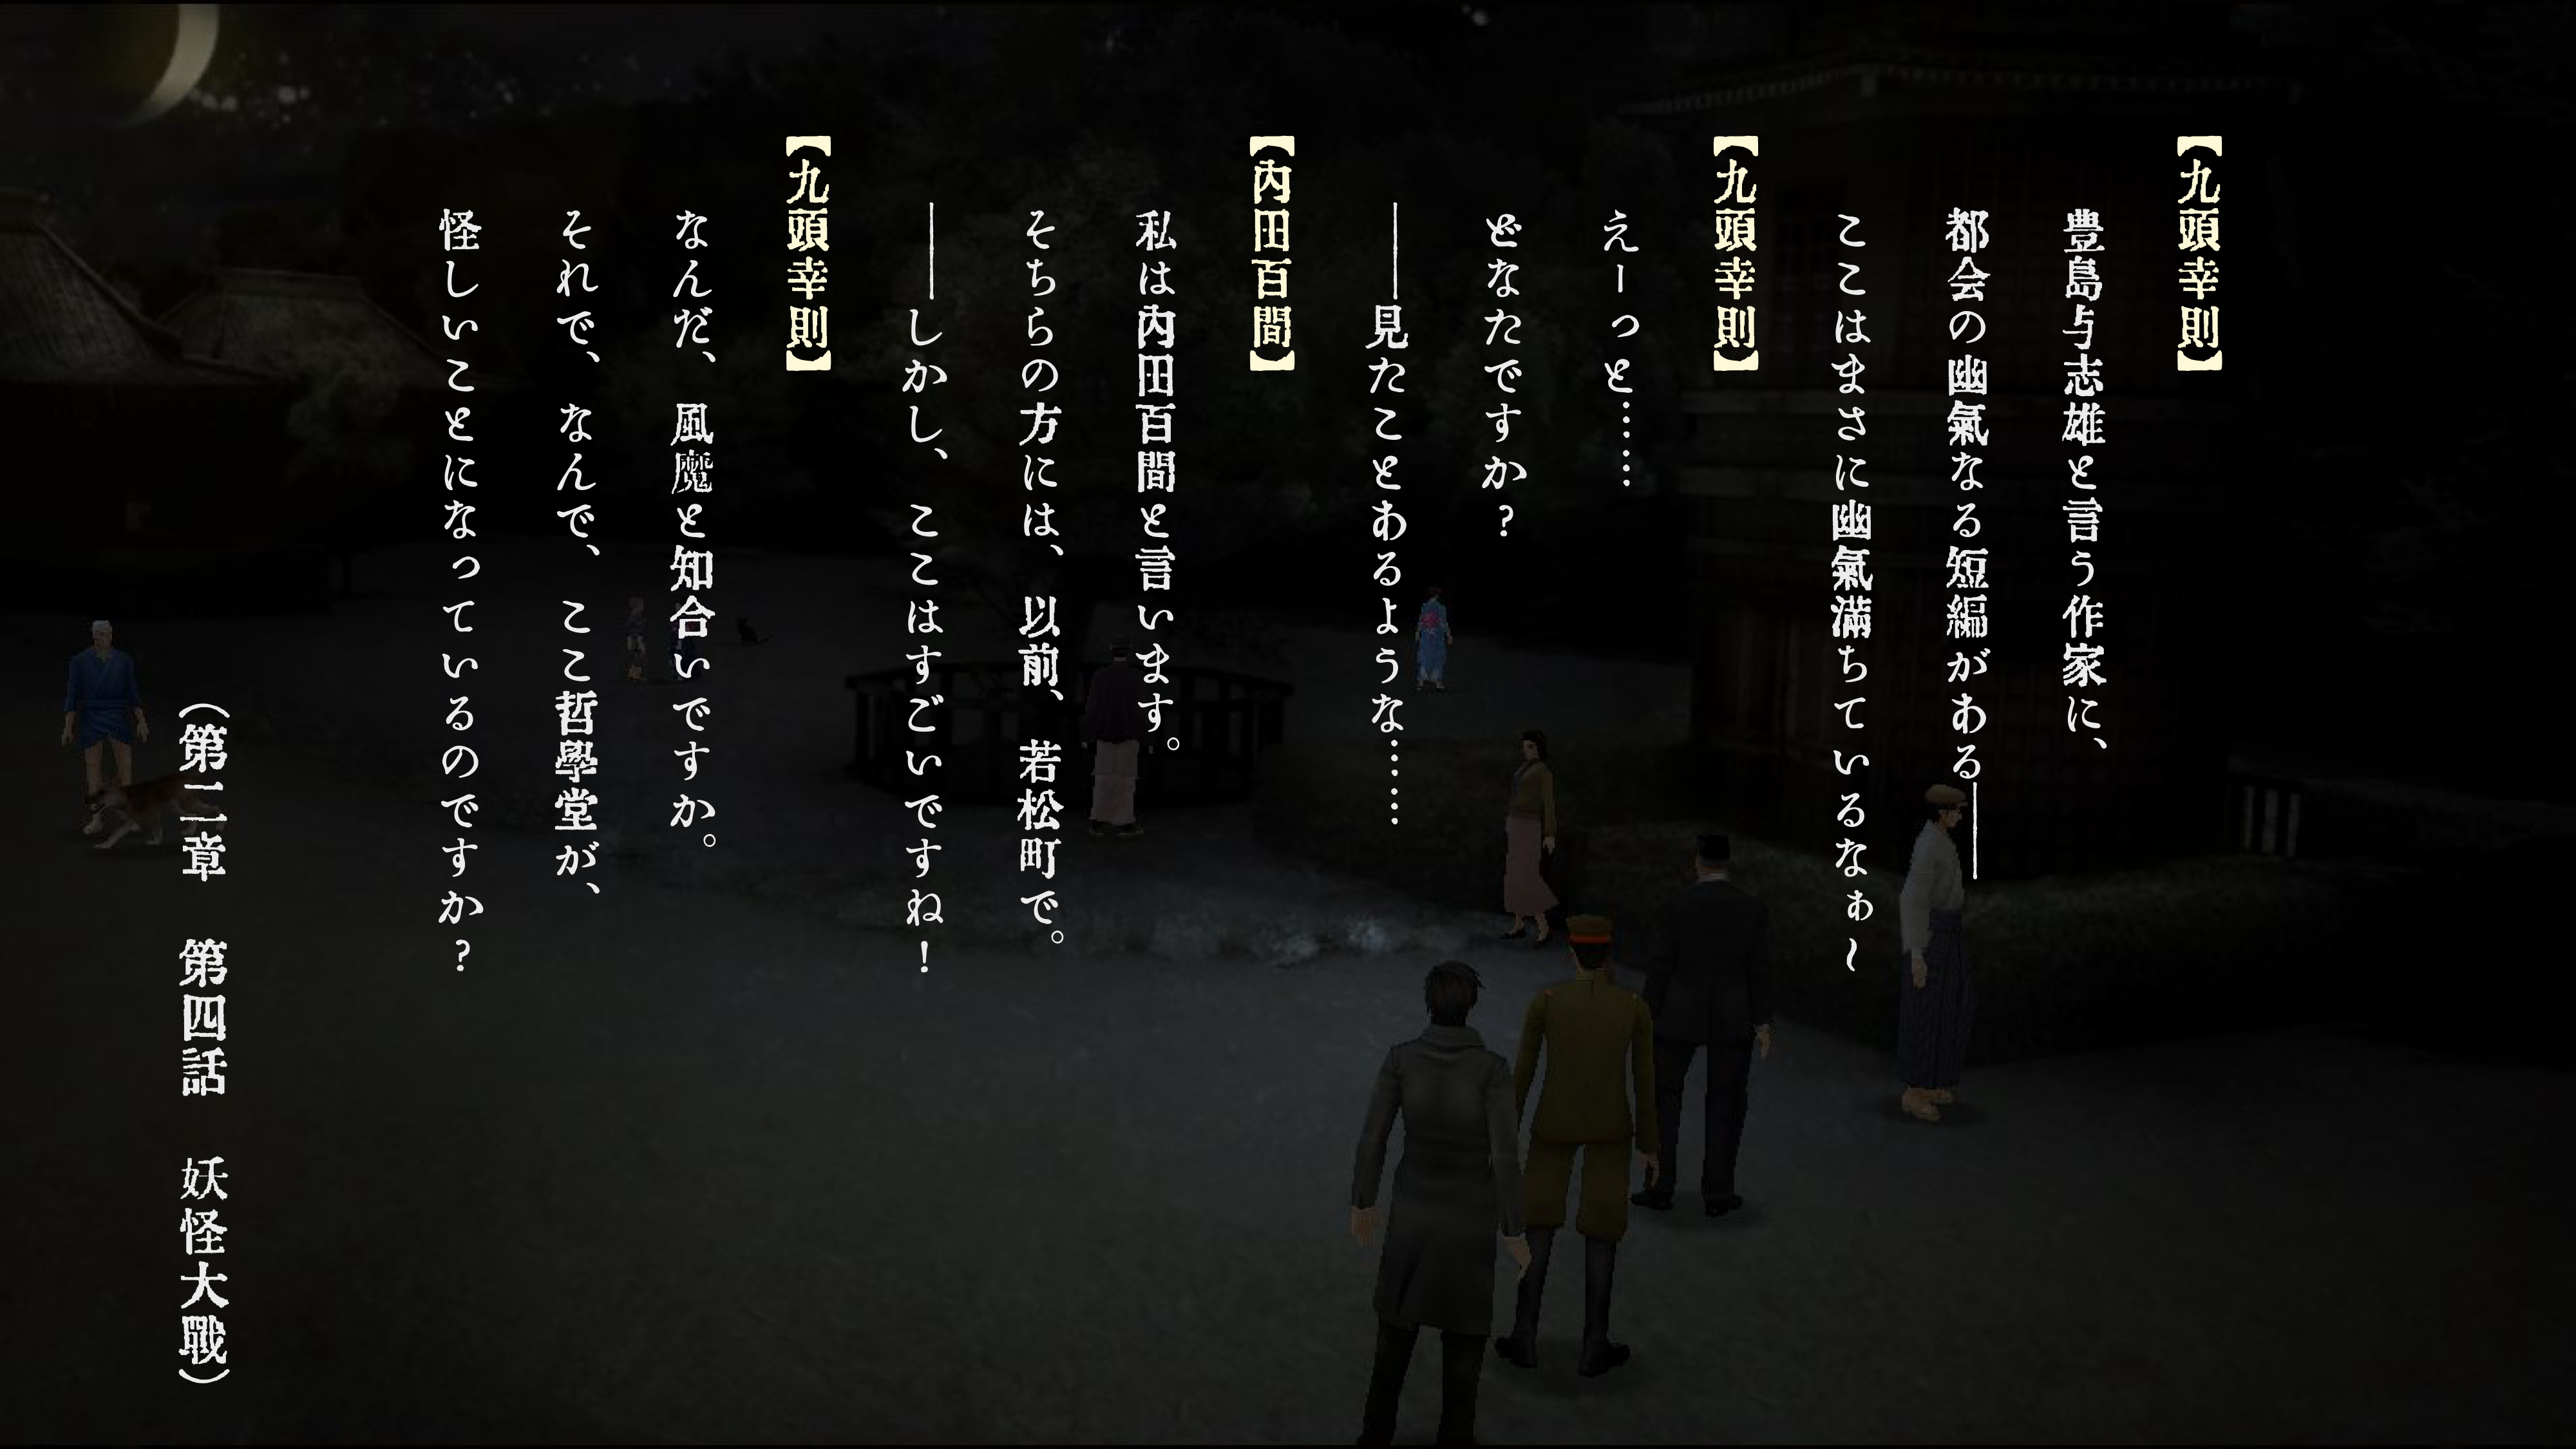 【九頭幸則】
豊島与志雄と言う作家に、
都会の幽氣なる短編がある――
ここはまさに幽氣満ちているなぁ～
【九頭幸則】
えーっと……
どなたですか？
――見たことあるような……
【内田百間】
私は内田百間と言います。
そちらの方には、以前、若松町で。
――しかし、ここはすごいですね！
【九頭幸則】
なんだ、風魔と知合いですか。
それで、なんで、ここ哲學堂が、
怪しいことになっているのですか？
（第二章　第四話　妖怪大戰）